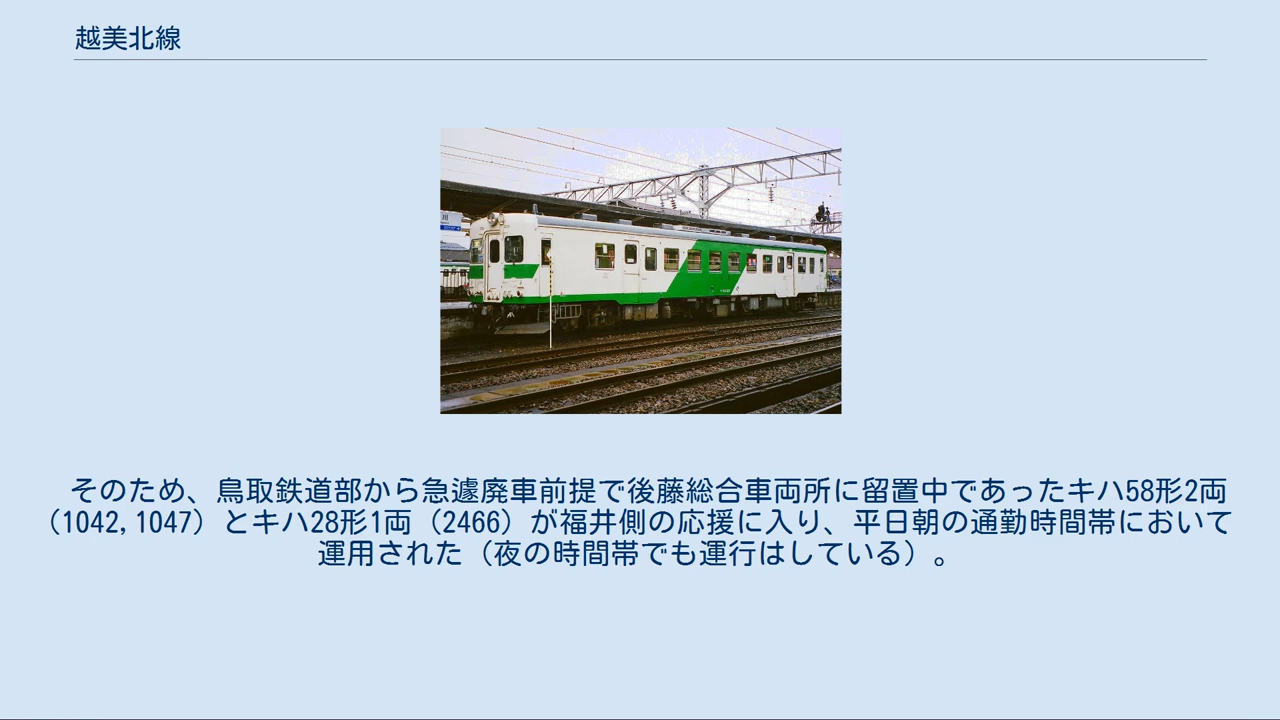 越美北線
そのため、鳥取鉄道部から急遽廃車前提で後藤総合車両所に留置中であったキハ58形2両
（1042,1047）とキハ28形1両（2466）が福井側の応援に入り、平日朝の通勤時間帯において
運用された（夜の時間帯でも運行はしている）。